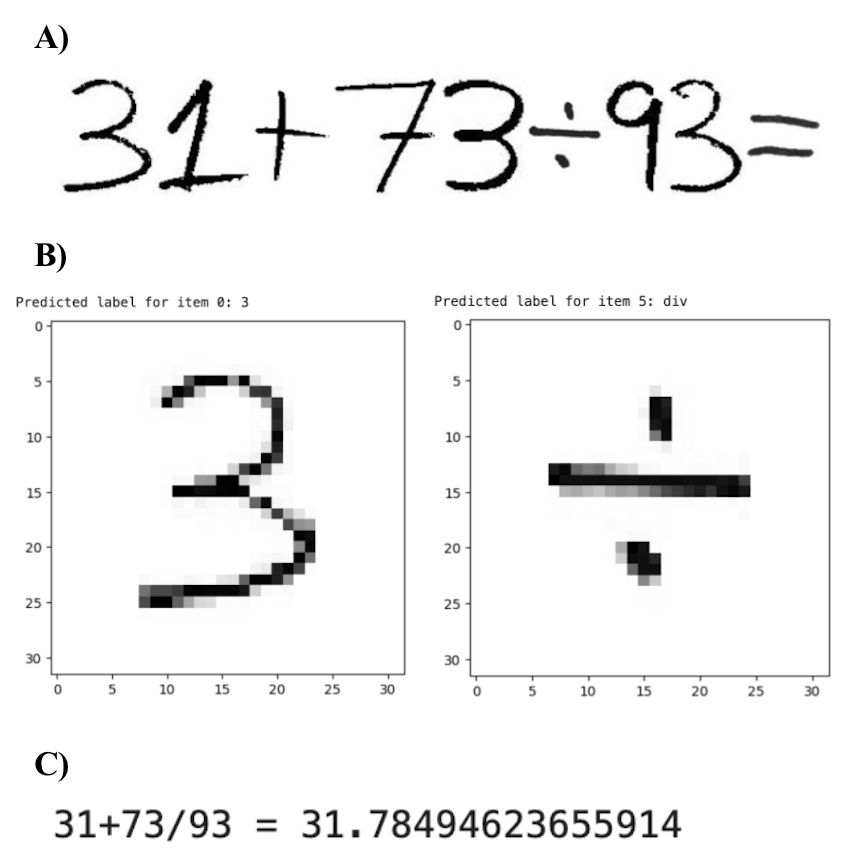 A)
31+73÷93=
B)
Predicted label for item 0: 3
Predicted label for item 5: div
0
5
10
15
20
25
30
0 5 10 15 20 25 30
0
5
10
15
20
25
30
0 5 10 15 20 25 30
C)
31+73/93 = 31.78494623655914